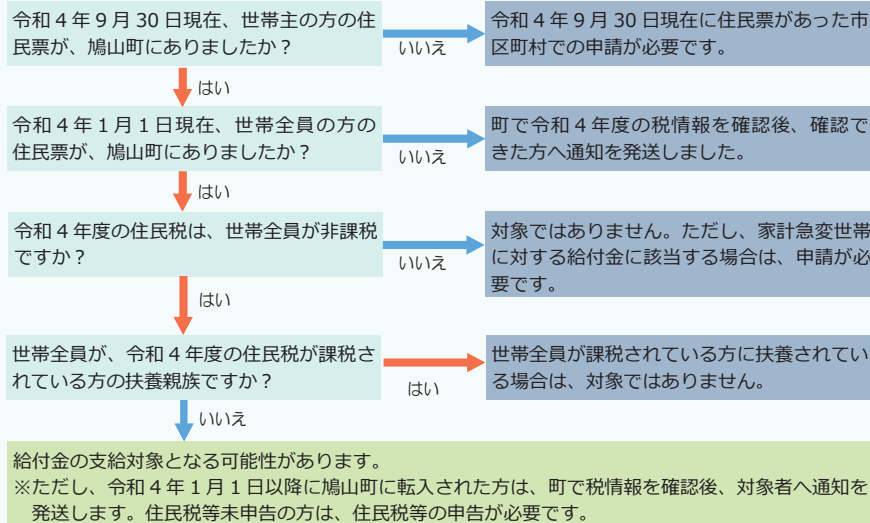 令和４年９月30日現在、世帯主の方の住
民票が、鳩山町にありましたか？
いいえ
令和４年９月30日現在に住民票があった市
区町村での申請が必要です。
はい
令和４年１月１日現在、世帯全員の方の
住民票が、鳩山町にありましたか？
いいえ
町で令和４年度の税情報を確認後、確認で
きた方へ通知を発送しました。
はい
令和４年度の住民税は、世帯全員が非課税
ですか？
いいえ
対象ではありません。ただし、家計急変世帯
に対する給付金に該当する場合は、申請が必
要です。
はい
世帯全員が、令和４年度の住民税が課税さ
れている方の扶養親族ですか？
はい
世帯全員が課税されている方に扶養されてい
る場合は、対象ではありません。
いいえ
給付金の支給対象となる可能性があります。
※ただし、令和４年１月１日以降に鳩山町に転入された方は、町で税情報を確認後、対象者へ通知を
発送します。住民税等未申告の方は、住民税等の申告が必要です。